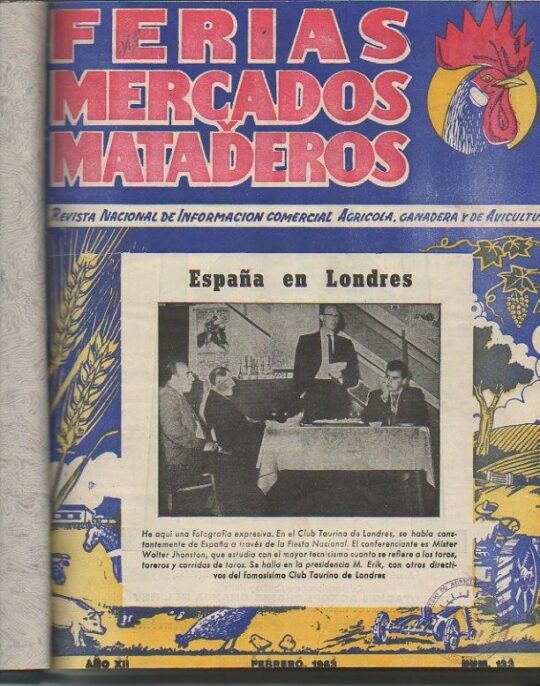 FERIAS
MERCADOS
Y
MATADEROS
REVISTA NACIONAL DE INFORMACION COMERCIAL AGRICOLA, GANADERA Y DE AVICULTU
España en Londres
He aquí una fotografía expresiva. En el Club Taurino de Londres, se habla cons-
tantemente de España a través de la Fiesta Nacional. El conferenciante es Mister
Walter Jhonston, que estudia con el mayor tecnicismo cuanto se refiere a los toros,
toreros y corridas de toros. Se halla en la presidencia M. Erik, con otros directi-
vos del famosísimo Club Taurino de Londres
AÑO XII FEBRERO, 1963 NUM. 133